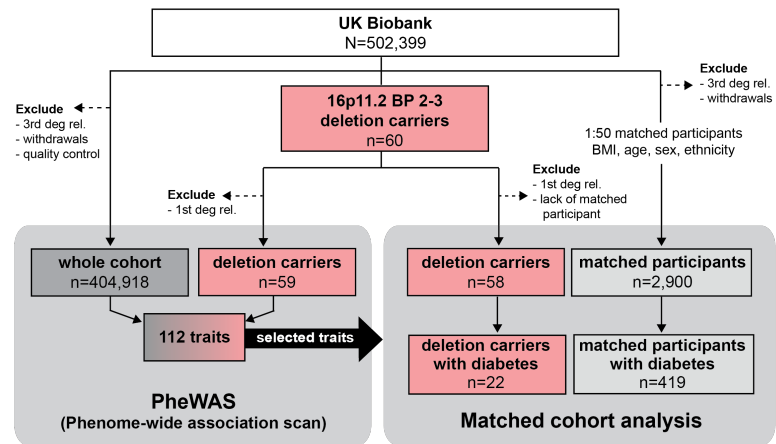 UK Biobank
N=502,399
Exclude
- 3rd deg rel.
- withdrawals
- quality control
16p11.2 BP 2-3
deletion carriers
n=60
Exclude
- 3rd deg rel.
- withdrawals
1:50 matched participants
BMI, age, sex, ethnicity
Exclude
- 1st deg rel.
Exclude
- 1st deg rel.
- lack of matched
participant
whole cohort
n=404,918
deletion carriers
n=59
deletion carriers
n=58
matched participants
n=2,900
112 traits
selected traits
deletion carriers
with diabetes
n=22
matched participants
with diabetes
n=419
PheWAS
(Phenome-wide association scan)
Matched cohort analysis